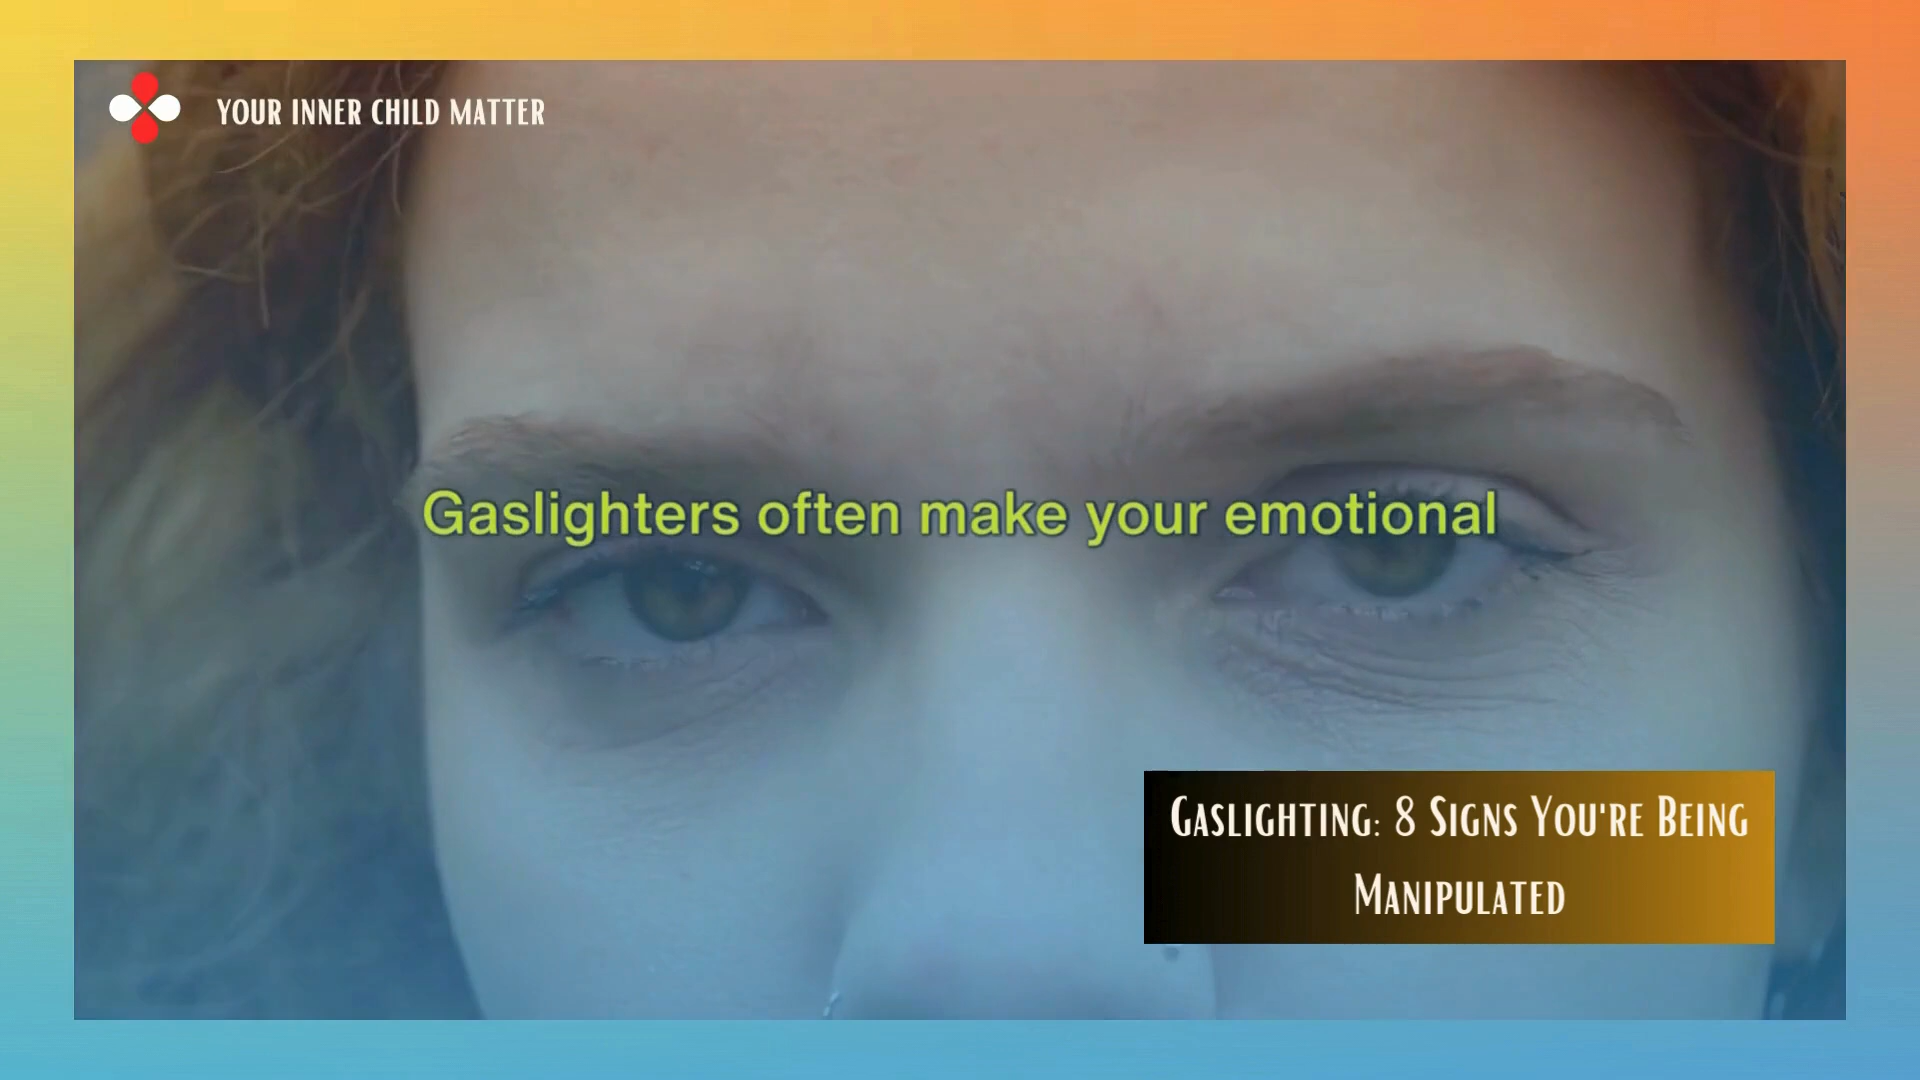 YOUR INNER CHILD MATTER
Gaslighters often make your emotional
Gaslighting: 8 Signs You're Being
Manipulated